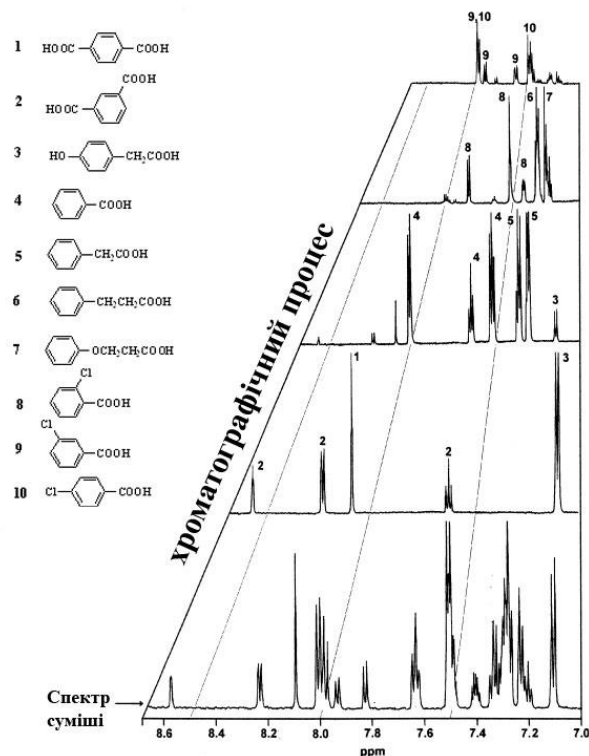 1
HOOC
COOH
2
COOH
HOOC
3
HO
CH₂COOH
4
COOH
5
CH₂COOH
6
CH₂CH₂COOH
7
OCH₂CH₂COOH
8
Cl
COOH
9
Cl
COOH
10
Cl
COOH
хроматографічний процес
9, 10
9
9
10
8
8
8
6
7
4
4
4
5
5
3
2
2
1
2
3
Спектр
суміші
8.6
8.4
8.2
8.0
7.8
7.6
7.4
7.2
7.0
ppm